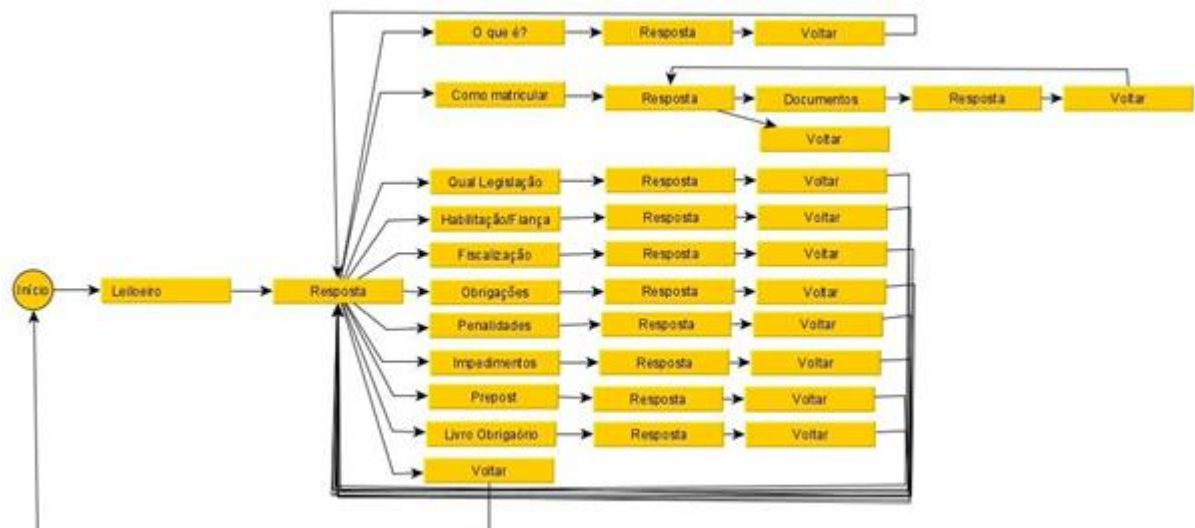 O que é?
Resposta
Voltar
Como matricular
Resposta
Documentos
Resposta
Voltar
Voltar
Qual Legislação
Resposta
Voltar
Habilitação/Fiança
Resposta
Voltar
Fiscalização
Resposta
Voltar
Início
Leiloeiro
Resposta
Obrigações
Resposta
Voltar
Penalidades
Resposta
Voltar
Impedimentos
Resposta
Voltar
Prepost
Resposta
Voltar
Livro Obrigaório
Resposta
Voltar
Voltar